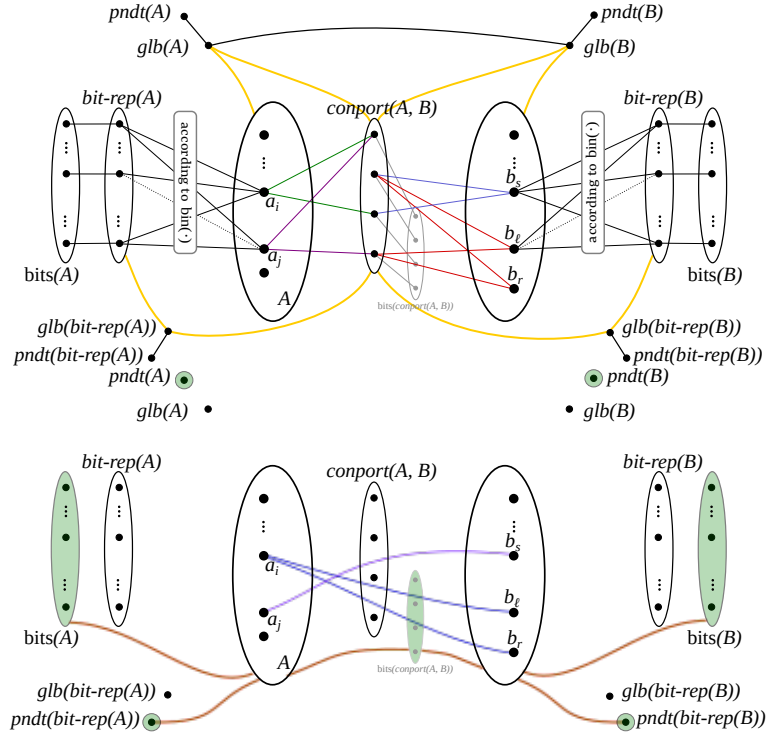 pndt(A)
pndt(B)
glb(A)
glb(B)
bit-rep(A)
conport(A, B)
bit-rep(B)
according to bin(·)
according to bin(·)
a_i
b_s
a_j
b_ℓ
b_r
bits(A)
A
bits(conport(A, B))
bits(B)
glb(bit-rep(A))
glb(bit-rep(B))
pndt(bit-rep(A))
pndt(bit-rep(B))
pndt(A)
pndt(B)
glb(A)
glb(B)
bit-rep(A)
conport(A, B)
bit-rep(B)
a_i
b_s
a_j
b_ℓ
b_r
bits(A)
A
bits(conport(A, B))
bits(B)
glb(bit-rep(A))
glb(bit-rep(B))
pndt(bit-rep(A))
pndt(bit-rep(B))